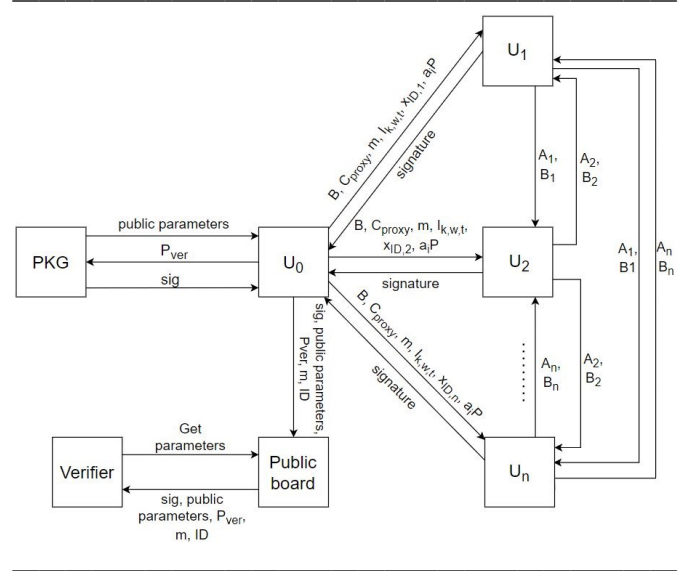 U1
B, Cproxy, m, Ik,w,t, xID,1, aiP
signature
A1,
B1
A2,
B2
A1,
B1
An
Bn
PKG
public parameters
Pver
sig
U0
B, Cproxy, m, Ik,w,t,
xID,2, aiP
signature
U2
B, Cproxy, m, Ik,w,t, xID,n, aiP
signature
sig, public parameters,
Pver, m, ID
An,
Bn
A2,
B2
Verifier
Get
parameters
sig, public
parameters, Pver,
m, ID
Public
board
Un